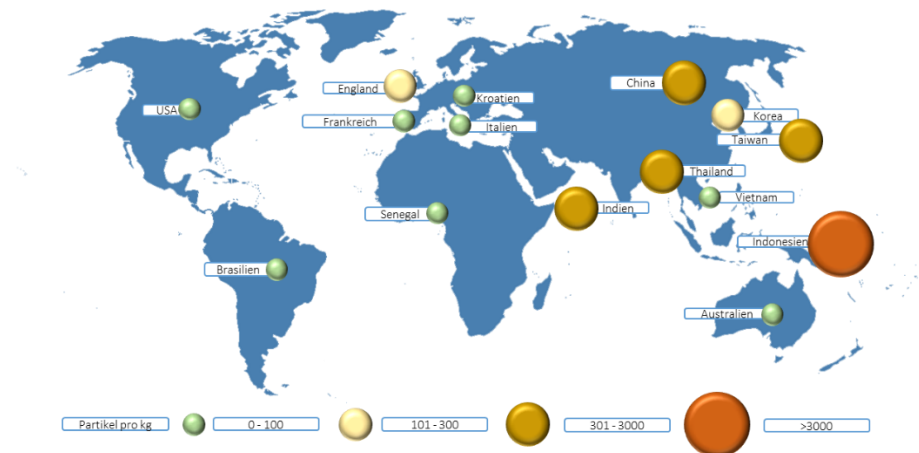 England
China
Kroatien
USA
Korea
Frankreich
Italien
Taiwan
Thailand
Vietnam
Senegal
Indien
Indonesien
Brasilien
Australien
Partikel pro kg
0 - 100
101 - 300
301 - 3000
>3000